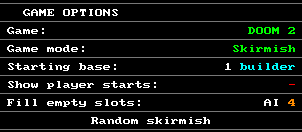 GAME OPTIONS
Game: DOOM 2
Game mode: Skirmish
Starting base: 1 builder
Show player starts: -
Fill empty slots: AI 4
Random skirmish